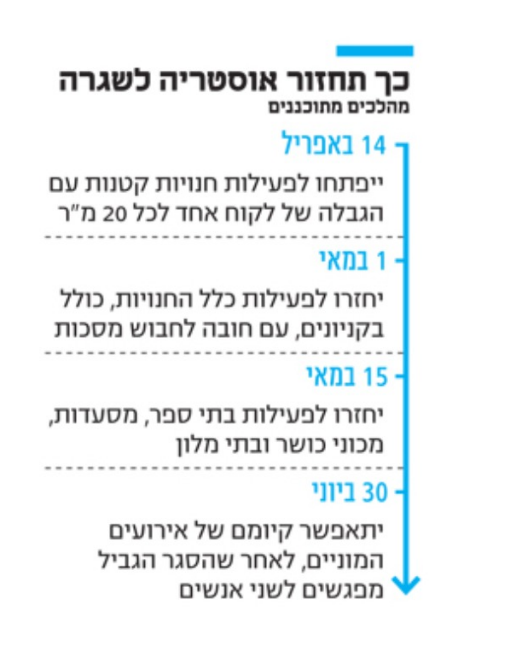 כך תחזור אוסטריה לשגרה
מהלכים מתוכננים
14 באפריל
ייפתחו לפעילות חנויות קטנות עם
הגבלה של לקוח אחד לכל 20 מ"ר
1 במאי
יחזרו לפעילות כלל החנויות, כולל
בקניונים, עם חובה לחבוש מסכות
15 במאי
יחזרו לפעילות בתי ספר, מסעדות,
מכוני כושר ובתי מלון
30 ביוני
יתאפשר קיומם של אירועים
המוניים, לאחר שהסגר הגביל
מפגשים לשני אנשים